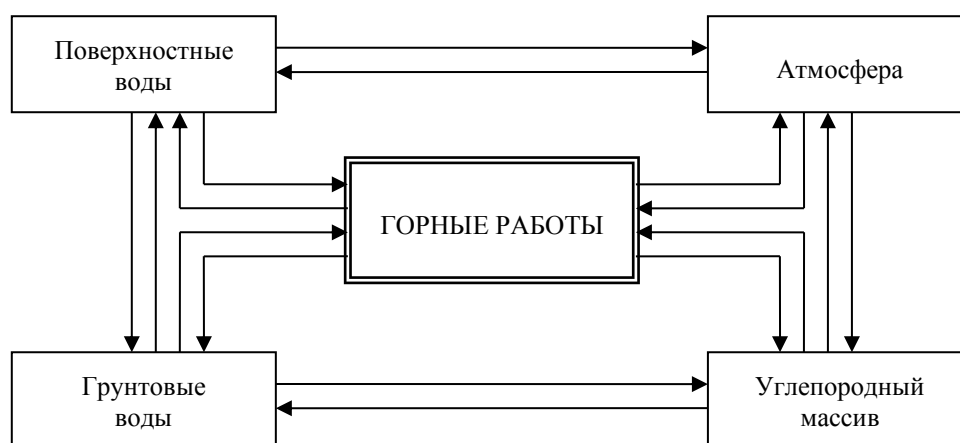 Поверхностные
воды
Атмосфера
ГОРНЫЕ РАБОТЫ
Грунтовые
воды
Углепородный
массив